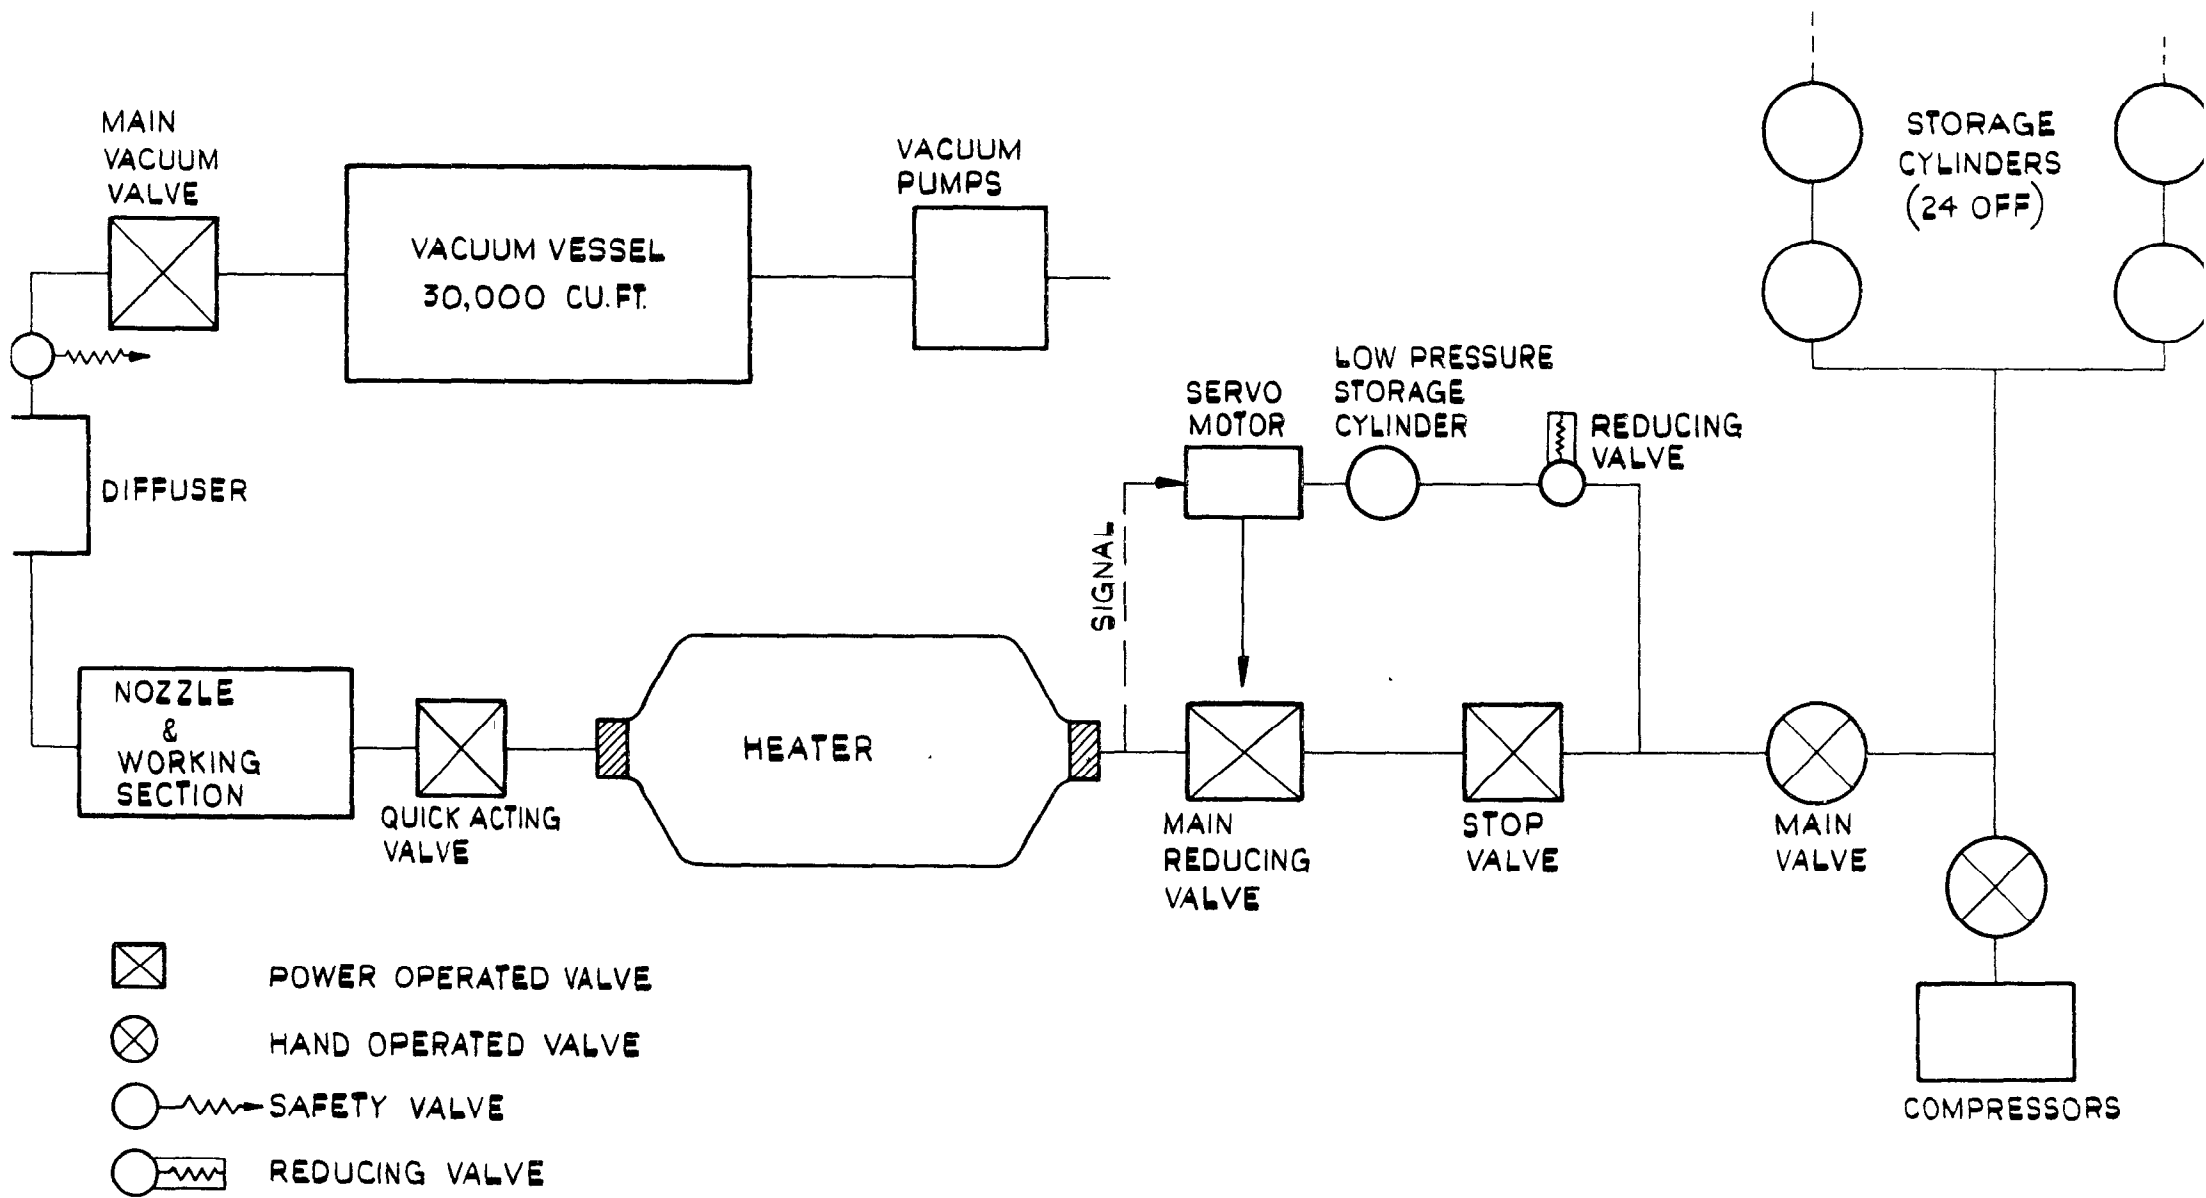 MAIN
VACUUM
VALVE
VACUUM VESSEL
30,000 CU.FT.
VACUUM
PUMPS
STORAGE
CYLINDERS
(24 OFF)
DIFFUSER
SERVO
MOTOR
LOW PRESSURE
STORAGE
CYLINDER
REDUCING
VALVE
SIGNAL
NOZZLE
&
WORKING
SECTION
QUICK ACTING
VALVE
HEATER
MAIN
REDUCING
VALVE
STOP
VALVE
MAIN
VALVE
COMPRESSORS
POWER OPERATED VALVE
HAND OPERATED VALVE
SAFETY VALVE
REDUCING VALVE